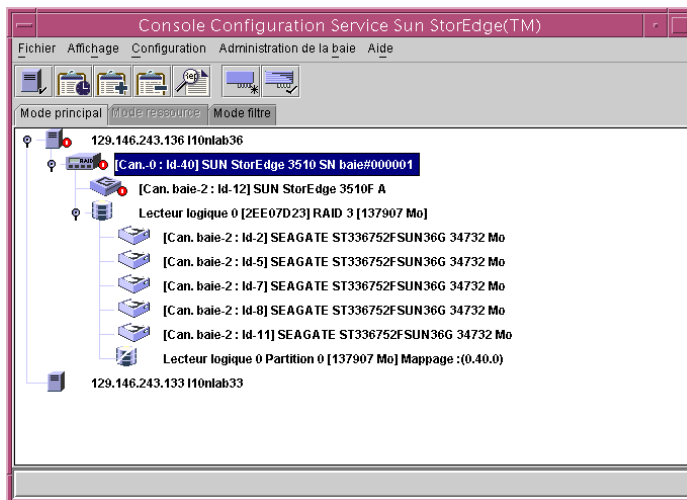 Console Configuration Service Sun StorEdge(TM)
Fichier Affichage Configuration Administration de la baie Aide
Rep
Mode principal Mode ressource Mode filtre
129.146.243.136 l10nlab36
RAID [Can.-0 : Id-40] SUN StorEdge 3510 SN baie#000001
[Can. baie-2 : Id-12] SUN StorEdge 3510F A
Lecteur logique 0 [2EE07D23] RAID 3 [137907 Mo]
[Can. baie-2 : Id-2] SEAGATE ST336752FSUN36G 34732 Mo
[Can. baie-2 : Id-5] SEAGATE ST336752FSUN36G 34732 Mo
[Can. baie-2 : Id-7] SEAGATE ST336752FSUN36G 34732 Mo
[Can. baie-2 : Id-8] SEAGATE ST336752FSUN36G 34732 Mo
[Can. baie-2 : Id-11] SEAGATE ST336752FSUN36G 34732 Mo
Lecteur logique 0 Partition 0 [137907 Mo] Mappage :(0.40.0)
129.146.243.133 l10nlab33